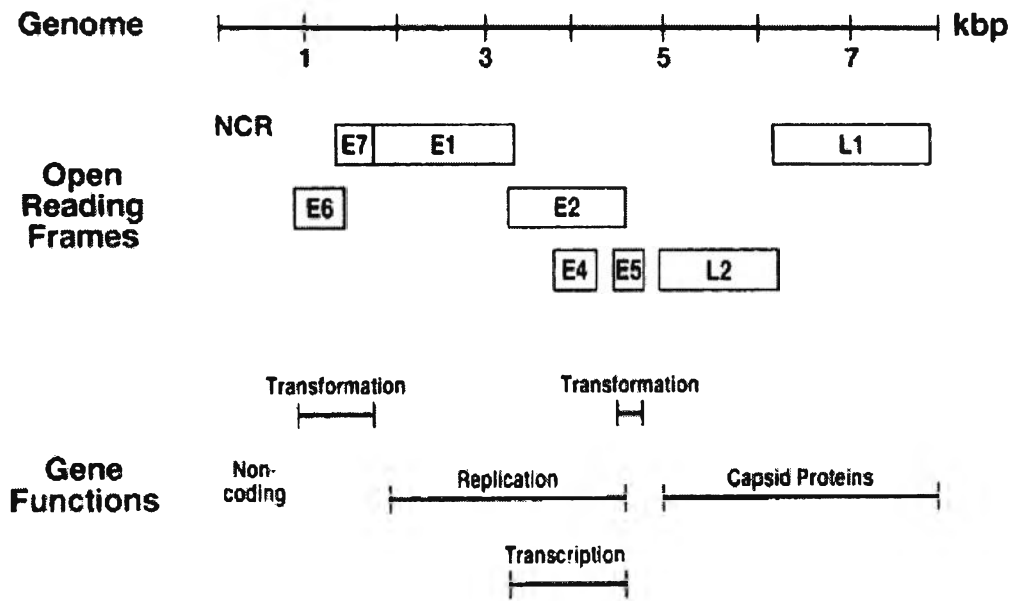 Genome
kbp
1 3 5 7
NCR
E7 E1 L1
Open
Reading
Frames
E6 E2
E4 E5 L2
Transformation Transformation
Gene
Functions
Non-
coding
Replication
Capsid Proteins
Transcription